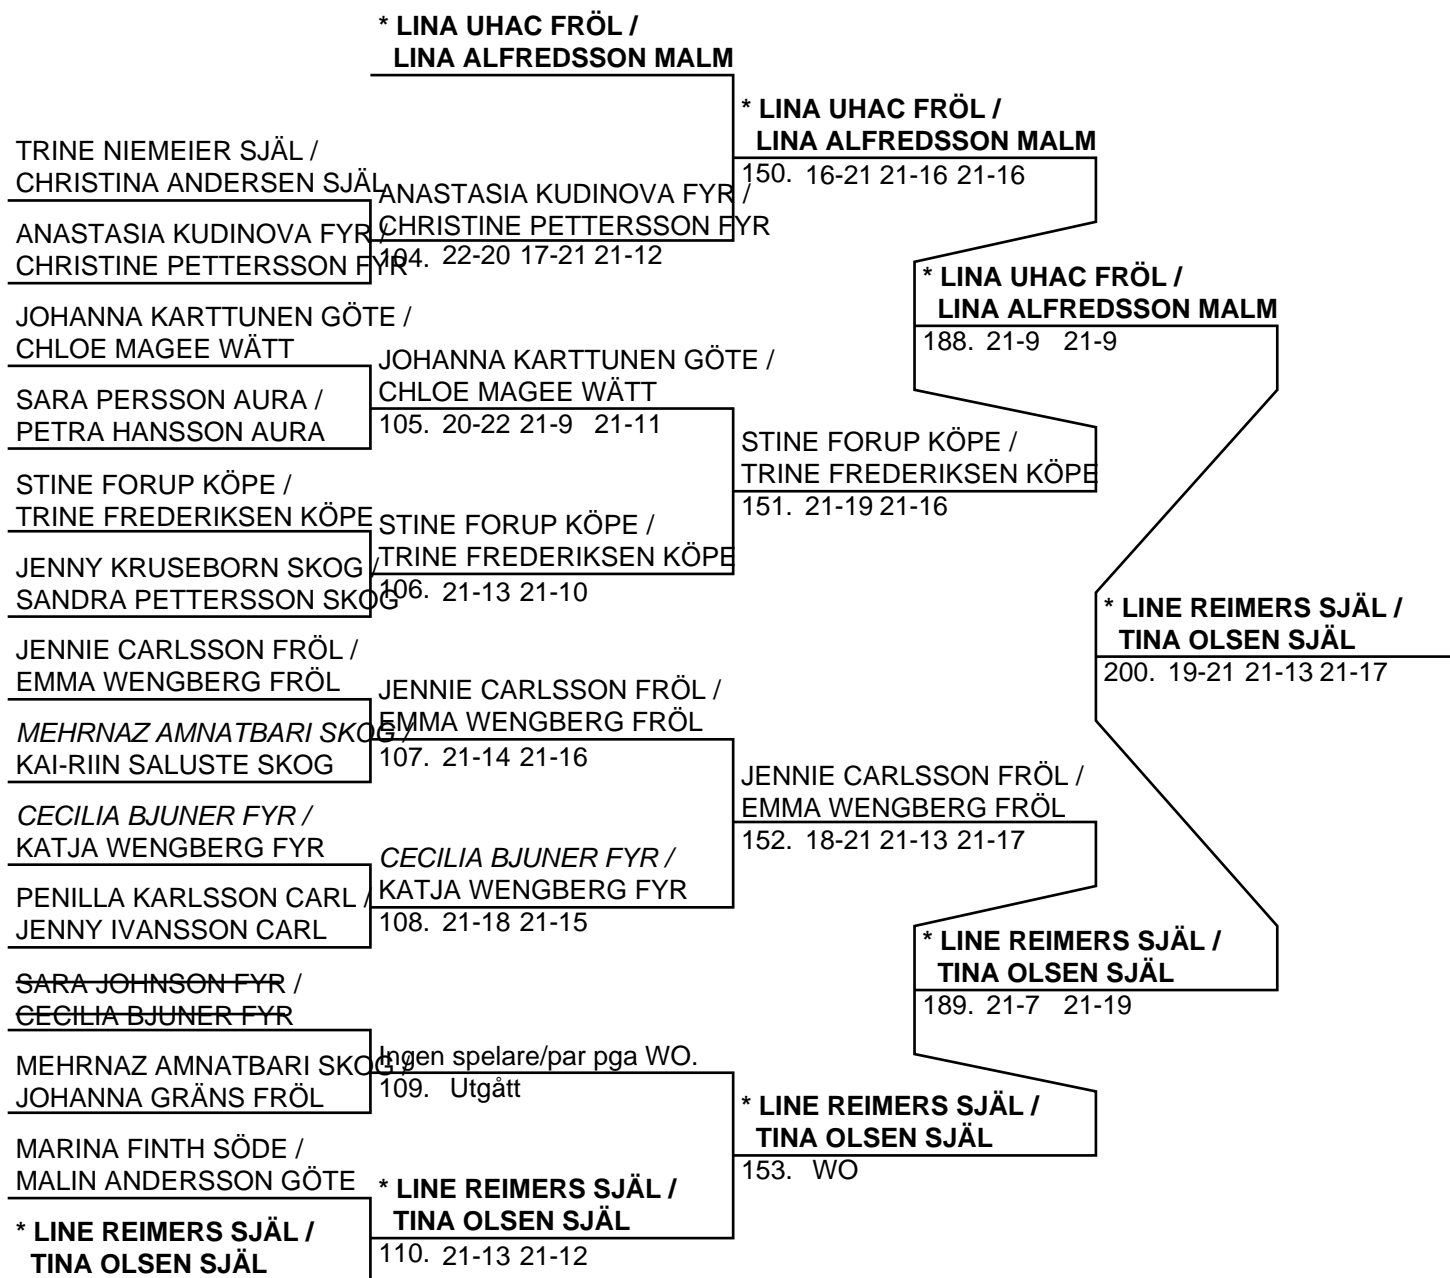 * LINA UHAC FRÖL /
LINA ALFREDSSON MALM
TRINE NIEMEIER SJÄL /
CHRISTINA ANDERSEN SJÄL
ANASTASIA KUDINOVA FYR /
CHRISTINE PETTERSSON FYR
JOHANNA KARTTUNEN GÖTE /
CHLOE MAGEE WÄTT
SARA PERSSON AURA /
PETRA HANSSON AURA
STINE FORUP KÖPE /
TRINE FREDERIKSEN KÖPE
JENNY KRUSEBORN SKOG /
SANDRA PETTERSSON SKOG
JENNIE CARLSSON FRÖL /
EMMA WENGBERG FRÖL
MEHRNAZ AMNATBARI SKOG /
KAI-RIIN SALUSTE SKOG
CECILIA BJUNER FYR /
KATJA WENGBERG FYR
PENILLA KARLSSON CARL /
JENNY IVANSSON CARL
SARA JOHNSON FYR /
CECILIA BJUNER FYR
MEHRNAZ AMNATBARI SKOG /
JOHANNA GRÄNS FRÖL
MARINA FINTH SÖDE /
MALIN ANDERSSON GÖTE
* LINE REIMERS SJÄL /
TINA OLSEN SJÄL
ANASTASIA KUDINOVA FYR /
CHRISTINE PETTERSSON FYR
104. 22-20 17-21 21-12
JOHANNA KARTTUNEN GÖTE /
CHLOE MAGEE WÄTT
105. 20-22 21-9 21-11
STINE FORUP KÖPE /
TRINE FREDERIKSEN KÖPE
106. 21-13 21-10
JENNIE CARLSSON FRÖL /
EMMA WENGBERG FRÖL
107. 21-14 21-16
CECILIA BJUNER FYR /
KATJA WENGBERG FYR
108. 21-18 21-15
Ingen spelare/par pga WO.
109. Utgått
* LINE REIMERS SJÄL /
TINA OLSEN SJÄL
110. 21-13 21-12
* LINA UHAC FRÖL /
LINA ALFREDSSON MALM
150. 16-21 21-16 21-16
STINE FORUP KÖPE /
TRINE FREDERIKSEN KÖPE
151. 21-19 21-16
JENNIE CARLSSON FRÖL /
EMMA WENGBERG FRÖL
152. 18-21 21-13 21-17
* LINE REIMERS SJÄL /
TINA OLSEN SJÄL
153. WO
* LINA UHAC FRÖL /
LINA ALFREDSSON MALM
188. 21-9 21-9
* LINE REIMERS SJÄL /
TINA OLSEN SJÄL
189. 21-7 21-19
* LINE REIMERS SJÄL /
TINA OLSEN SJÄL
200. 19-21 21-13 21-17